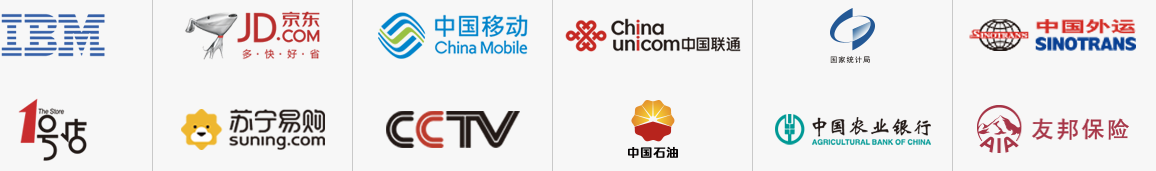 IBM
JD京东
.COM
多·快·好·省
中国移动
China Mobile
China
unicom中国联通
国家统计局
SINOTRANS
中国外运
SINOTRANS
The Store
1号店
苏宁易购
suning.com
CCTV
中国石油
中国农业银行
AGRICULTURAL BANK OF CHINA
AIA
友邦保险